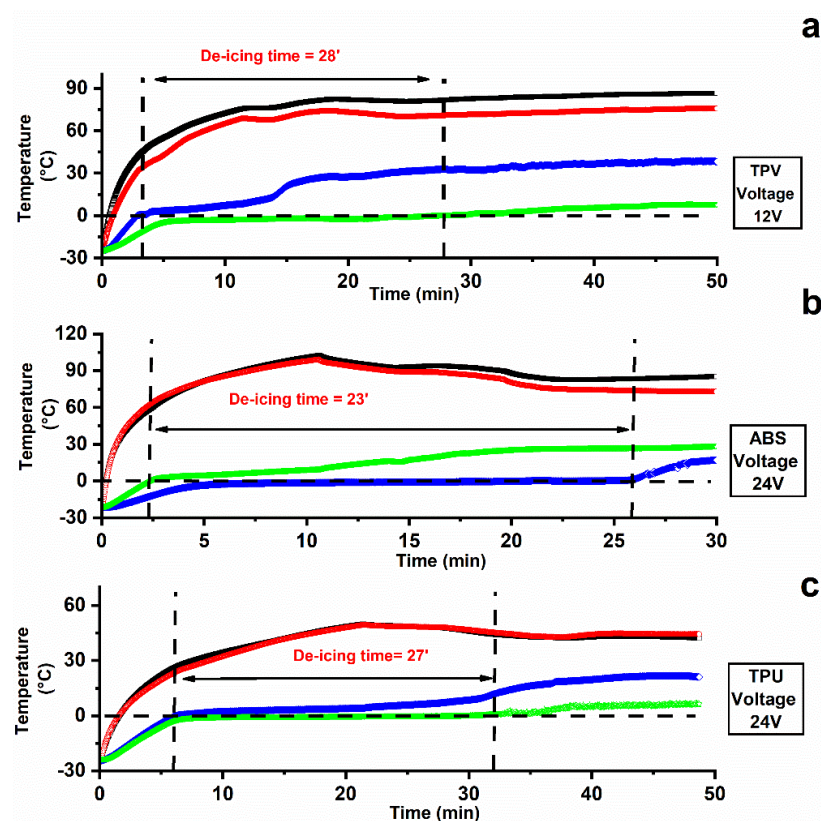 a
De-icing time = 28'
90
60
30
0
-30
Temperature
(°C)
0
10
20
30
40
50
Time (min)
TPV
Voltage
12V
b
De-icing time = 23'
120
90
60
30
0
-30
Temperature
(°C)
0
5
10
15
20
25
30
Time (min)
ABS
Voltage
24V
c
De-icing time= 27'
60
30
0
-30
Temperature
(°C)
0
10
20
30
40
50
Time (min)
TPU
Voltage
24V